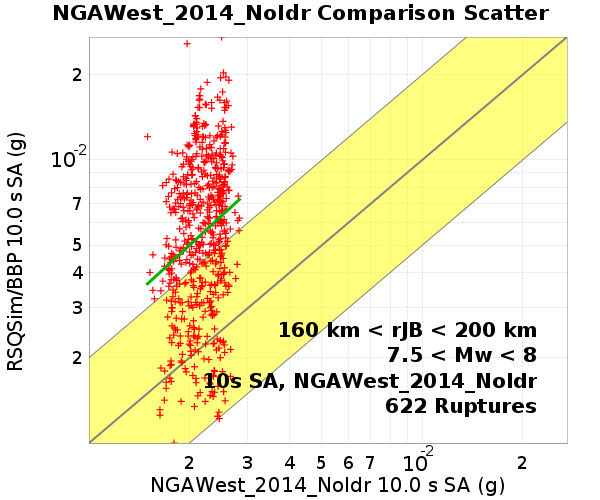 NGAWest_2014_NoIdr Comparison Scatter
RSQSim/BBP 10.0 s SA (g)
2
10-2
7
5
4
3
2
160 km < rJB < 200 km
7.5 < Mw < 8
10s SA, NGAWest_2014_NoIdr
622 Ruptures
2 3 4 5 6 7 10-2 2
NGAWest_2014_NoIdr 10.0 s SA (g)